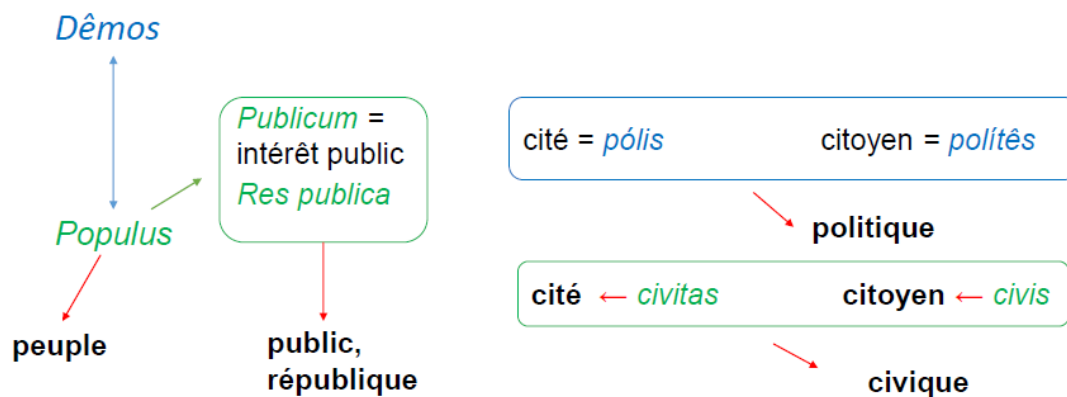 Dêmos
Publicum =
intérêt public
Res publica
Populus
peuple
public,
république
cité = pólis
citoyen = polítês
politique
cité ← civitas
citoyen ← civis
civique